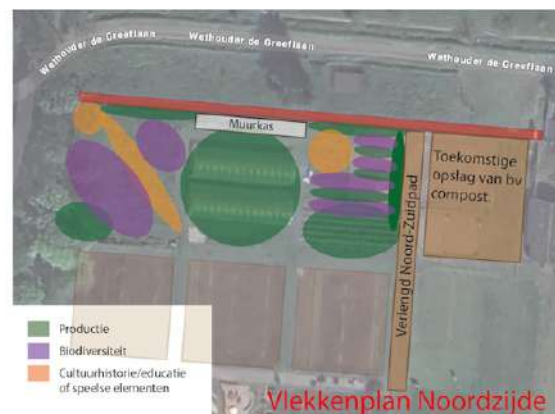 Wethouder de Greeflaan
Wethouder de Greeflaan
Wethouder de Greeflaan
Muurkas
Toekomstige
opslag van bv
compost.
Verlengd Noord-Zuidpad
Productie
Biodiversiteit
Cultuurhistorie/educatie
of speelse elementen
Vlekkenplan Noordzijde